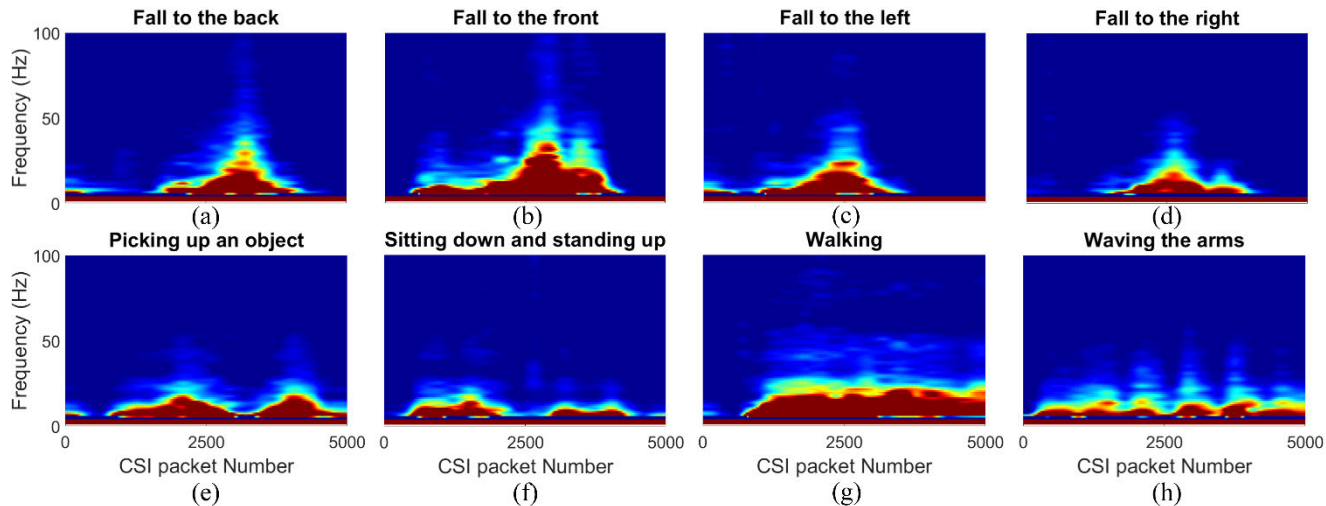 Fall to the back Fall to the front Fall to the left Fall to the right
100
50
0
Frequency (Hz)
(a) (b) (c) (d)
Picking up an object Sitting down and standing up Walking Waving the arms
100
50
0
Frequency (Hz)
0 2500 5000 0 2500 5000 0 2500 5000 0 2500 5000
CSI packet Number CSI packet Number CSI packet Number CSI packet Number
(e) (f) (g) (h)